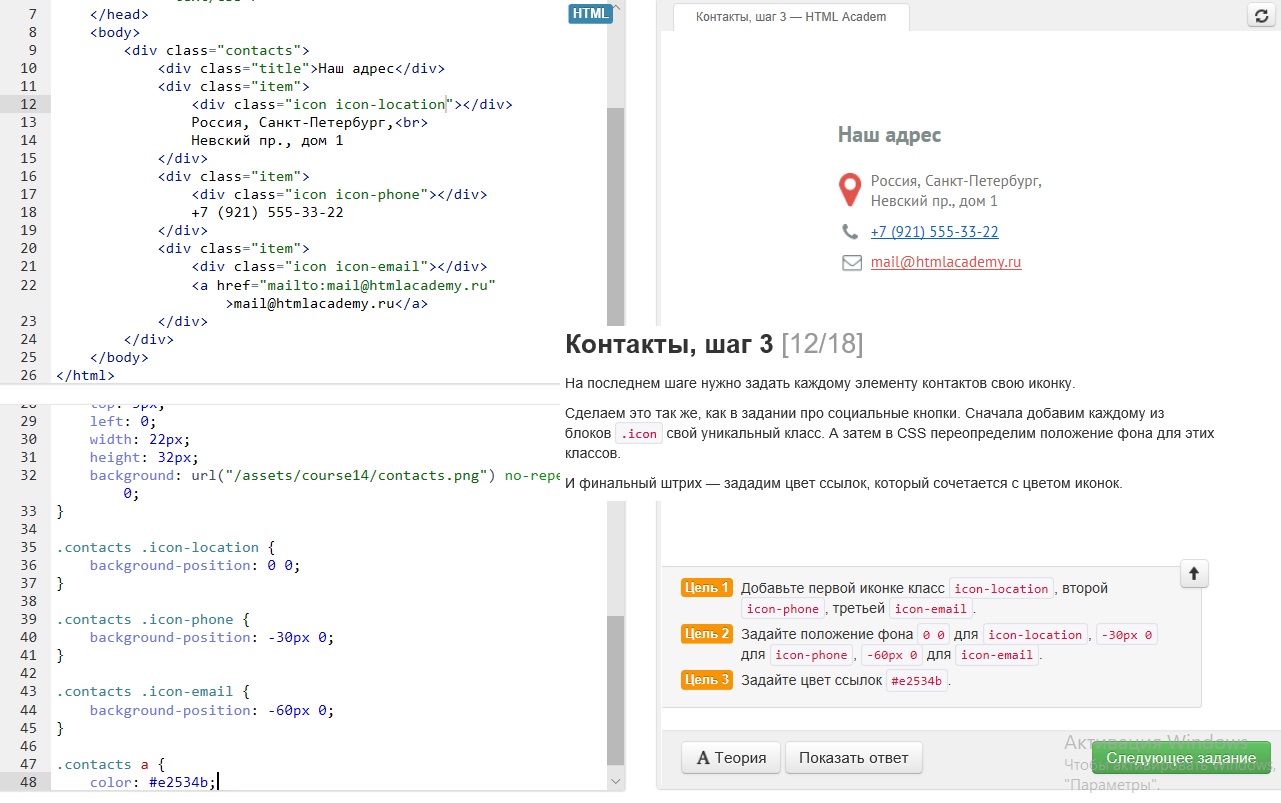 7 </head>
8 <body>
9 <div class="contacts">
10 <div class="title">Наш адрес</div>
11 <div class="item">
12 <div class="icon icon-location"></div>
13 Россия, Санкт-Петербург,<br>
14 Невский пр., дом 1
15 </div>
16 <div class="item">
17 <div class="icon icon-phone"></div>
18 +7 (921) 555-33-22
19 </div>
20 <div class="item">
21 <div class="icon icon-email"></div>
22 <a href="mailto:mail@htmlacademy.ru"
>mail@htmlacademy.ru</a>
23 </div>
24 </div>
25 </body>
26 </html>
HTML
29 left: 0;
30 width: 22px;
31 height: 32px;
32 background: url("/assets/course14/contacts.png") no-repe
0;
33 }
34
35 .contacts .icon-location {
36 background-position: 0 0;
37 }
38
39 .contacts .icon-phone {
40 background-position: -30px 0;
41 }
42
43 .contacts .icon-email {
44 background-position: -60px 0;
45 }
46
47 .contacts a {
48 color: #e2534b;
Контакты, шаг 3 — HTML Academ
Наш адрес
Россия, Санкт-Петербург,
Невский пр., дом 1
+7 (921) 555-33-22
mail@htmlacademy.ru
Контакты, шаг 3 [12/18]
На последнем шаге нужно задать каждому элементу контактов свою иконку.
Сделаем это так же, как в задании про социальные кнопки. Сначала добавим каждому из
блоков .icon свой уникальный класс. А затем в CSS переопределим положение фона для этих
классов.
И финальный штрих — зададим цвет ссылок, который сочетается с цветом иконок.
Цель 1 Добавьте первой иконке класс icon-location, второй
icon-phone, третьей icon-email.
Цель 2 Задайте положение фона 0 0 для icon-location, -30px 0
для icon-phone, -60px 0 для icon-email.
Цель 3 Задайте цвет ссылок #e2534b.
A Теория
Показать ответ
Следующее задание
Активация Windows
Чтобы активировать Windows,
"Параметры".